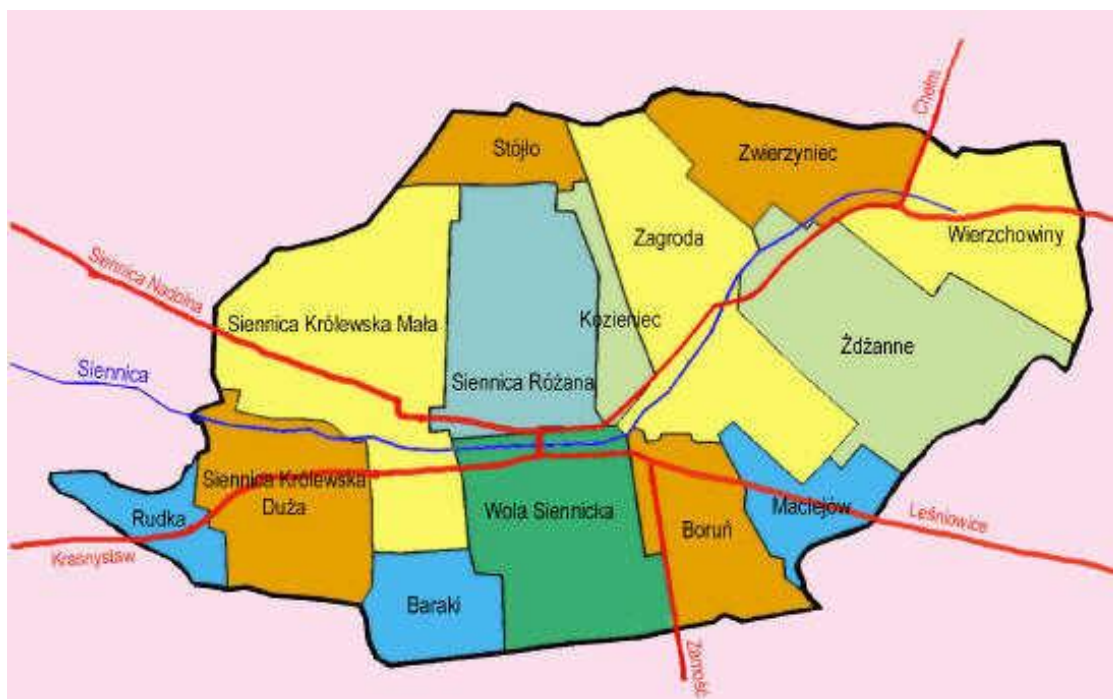 Chełm
Stójło
Zwierzyniec
Zagroda
Wierzchowiny
Siennica Nadolna
Siennica Królewska Mała
Kozieniec
Żdżanne
Siennica
Siennica Różana
Siennica Królewska
Duża
Rudka
Wola Siennicka
Boruń
Maciejów
Leśniowice
Krasnystaw
Baraki
Zamość